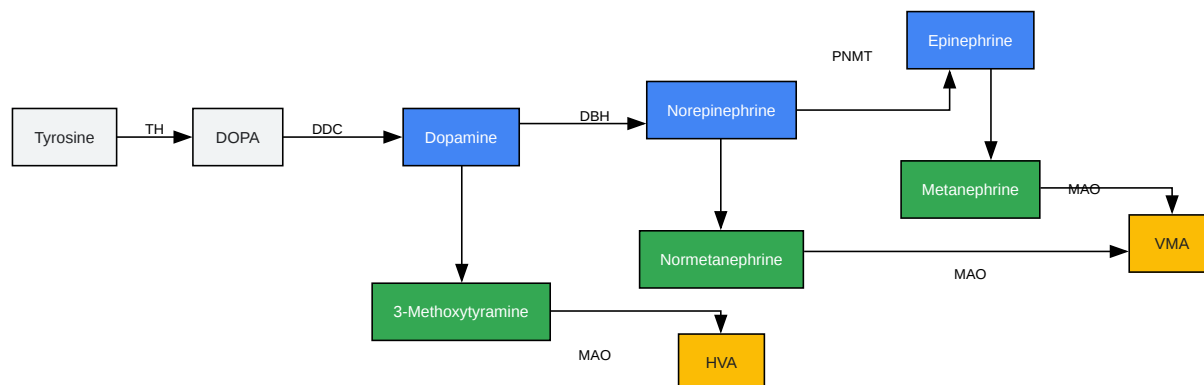 Epinephrine
PNMT
Norepinephrine
DBH
Tyrosine
TH
DOPA
DDC
Dopamine
Metanephrine
MAO
VMA
Normetanephrine
MAO
3-Methoxytyramine
MAO
HVA